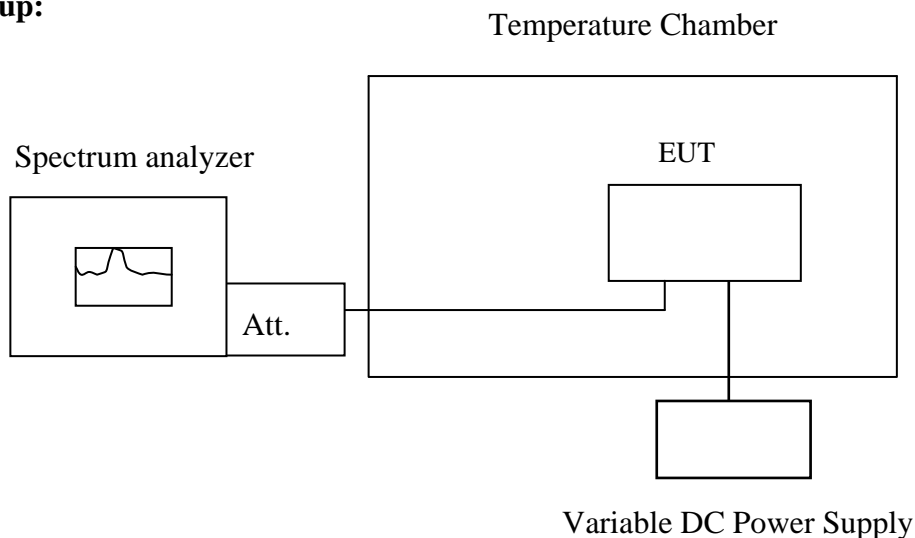 up:
Temperature Chamber
Spectrum analyzer
EUT
Att.
Variable DC Power Supply